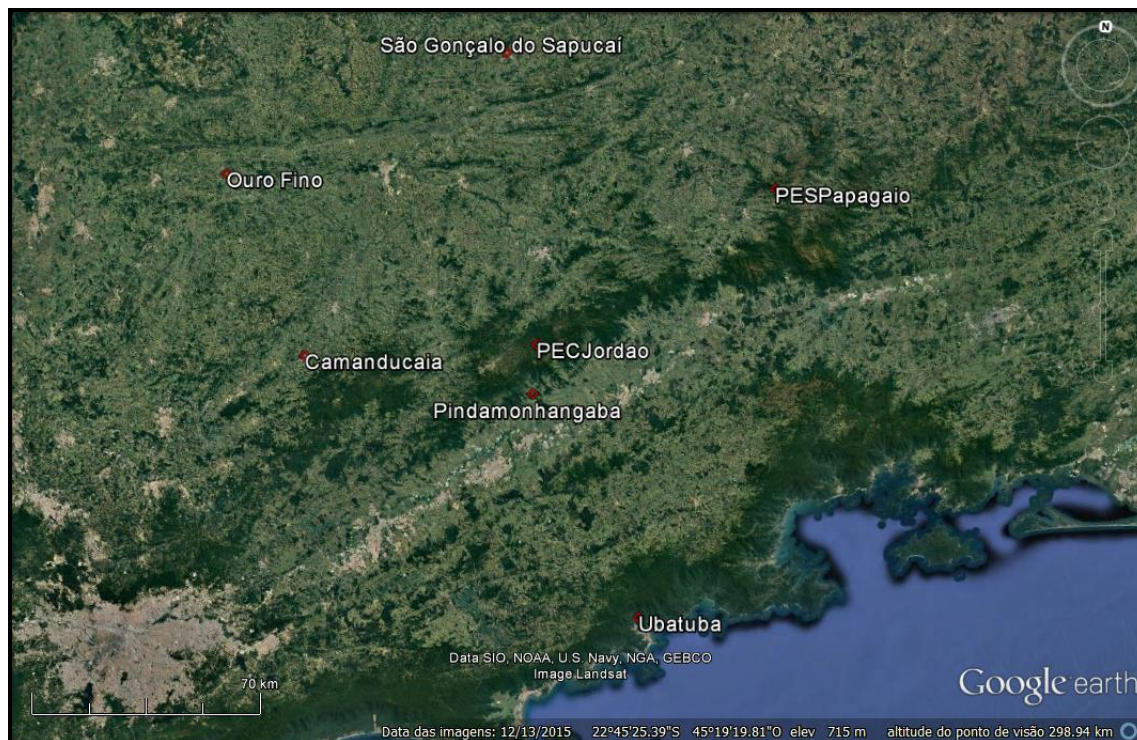 N
São Gonçalo do Sapucaí
Ouro Fino
PESPapagaio
PECJordao
Camanducaia
Pindamonhangaba
Ubatuba
Data SIO, NOAA, U.S. Navy, NGA, GEBCO
Image Landsat
70 km
Google earth
Data das imagens: 12/13/2015 22°45'25.39"S 45°19'19.81"O elev 715 m altitude do ponto de visão 298.94 km